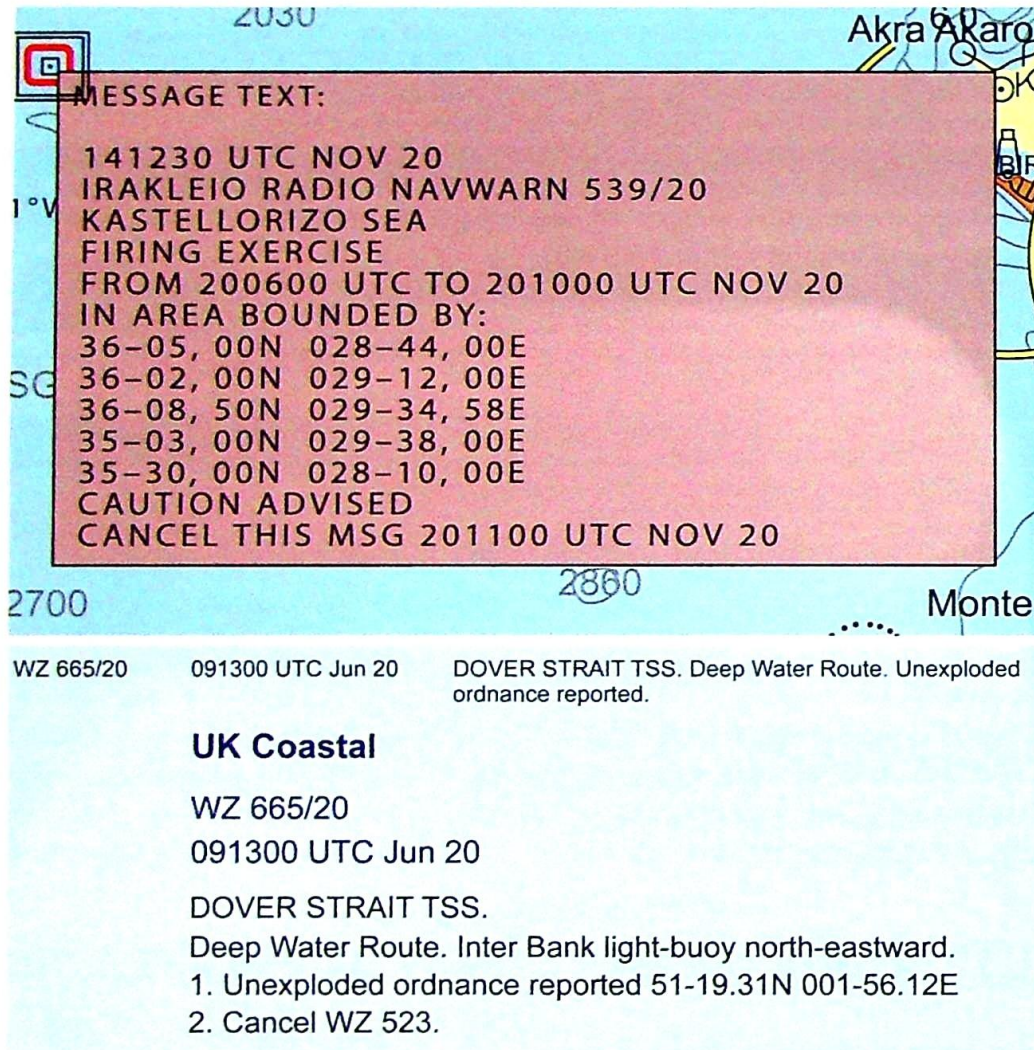 2030
Akra Akaro
60
MESSAGE TEXT:
141230 UTC NOV 20
IRAKLEIO RADIO NAVWARN 539/20
1°W
KASTELLORIZO SEA
FIRING EXERCISE
FROM 200600 UTC TO 201000 UTC NOV 20
IN AREA BOUNDED BY:
36–05, 00N 028–44, 00E
SG
36–02, 00N 029–12, 00E
36–08, 50N 029–34, 58E
35–03, 00N 029–38, 00E
35–30, 00N 028–10, 00E
CAUTION ADVISED
CANCEL THIS MSG 201100 UTC NOV 20
2860
2700
Monte
WZ 665/20 091300 UTC Jun 20 DOVER STRAIT TSS. Deep Water Route. Unexploded
ordnance reported.
UK Coastal
WZ 665/20
091300 UTC Jun 20
DOVER STRAIT TSS.
Deep Water Route. Inter Bank light-buoy north-eastward.
1. Unexploded ordnance reported 51-19.31N 001-56.12E
2. Cancel WZ 523.